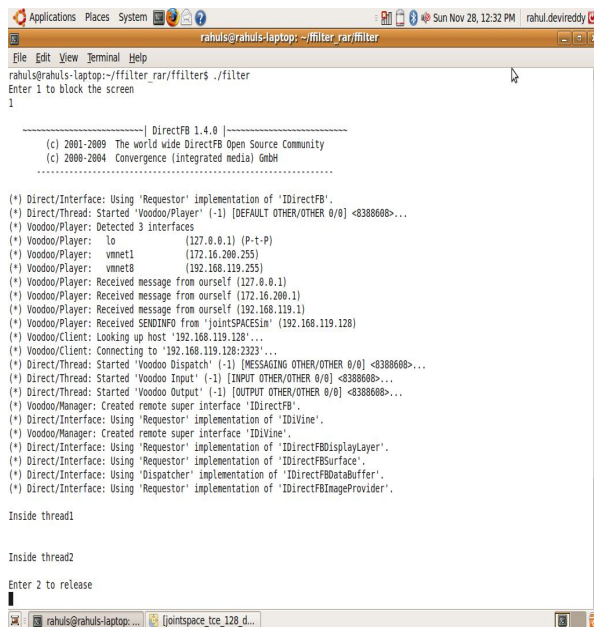 Applications Places System Sun Nov 28, 12:32 PM rahul.devireddy
rahuls@rahuls-laptop: ~/ffilter_rar/ffilter
File Edit View Terminal Help
rahuls@rahuls-laptop:~/ffilter_rar/ffilter$ ./filter
Enter 1 to block the screen
1
~~~~~~~~~~~~~~~~~~~~~~~~~~| DirectFB 1.4.0 |~~~~~~~~~~~~~~~~~~~~~~~~~~
(c) 2001-2009 The world wide DirectFB Open Source Community
(c) 2000-2004 Convergence (integrated media) GmbH
----------------------------------------------------------------
(*) Direct/Interface: Using 'Requestor' implementation of 'IDirectFB'.
(*) Direct/Thread: Started 'Voodoo/Player' (-1) [DEFAULT OTHER/OTHER 0/0] <8388608>...
(*) Voodoo/Player: Detected 3 interfaces
(*) Voodoo/Player: lo (127.0.0.1) (P-t-P)
(*) Voodoo/Player: vmnet1 (172.16.200.255)
(*) Voodoo/Player: vmnet8 (192.168.119.255)
(*) Voodoo/Player: Received message from ourself (127.0.0.1)
(*) Voodoo/Player: Received message from ourself (172.16.200.1)
(*) Voodoo/Player: Received message from ourself (192.168.119.1)
(*) Voodoo/Player: Received SENDINFO from 'jointSPACESim' (192.168.119.128)
(*) Voodoo/Client: Looking up host '192.168.119.128'...
(*) Voodoo/Client: Connecting to '192.168.119.128:2323'...
(*) Direct/Thread: Started 'Voodoo Dispatch' (-1) [MESSAGING OTHER/OTHER 0/0] <8388608>...
(*) Direct/Thread: Started 'Voodoo Input' (-1) [INPUT OTHER/OTHER 0/0] <8388608>...
(*) Direct/Thread: Started 'Voodoo Output' (-1) [OUTPUT OTHER/OTHER 0/0] <8388608>...
(*) Voodoo/Manager: Created remote super interface 'IDirectFB'.
(*) Direct/Interface: Using 'Requestor' implementation of 'IDiVine'.
(*) Voodoo/Manager: Created remote super interface 'IDiVine'.
(*) Direct/Interface: Using 'Requestor' implementation of 'IDirectFBDisplayLayer'.
(*) Direct/Interface: Using 'Requestor' implementation of 'IDirectFBSurface'.
(*) Direct/Interface: Using 'Dispatcher' implementation of 'IDirectFBDataBuffer'.
(*) Direct/Interface: Using 'Requestor' implementation of 'IDirectFBImageProvider'.
Inside thread1
Inside thread2
Enter 2 to release
rahuls@rahuls-laptop: ... [jointspace_tce_128_d...